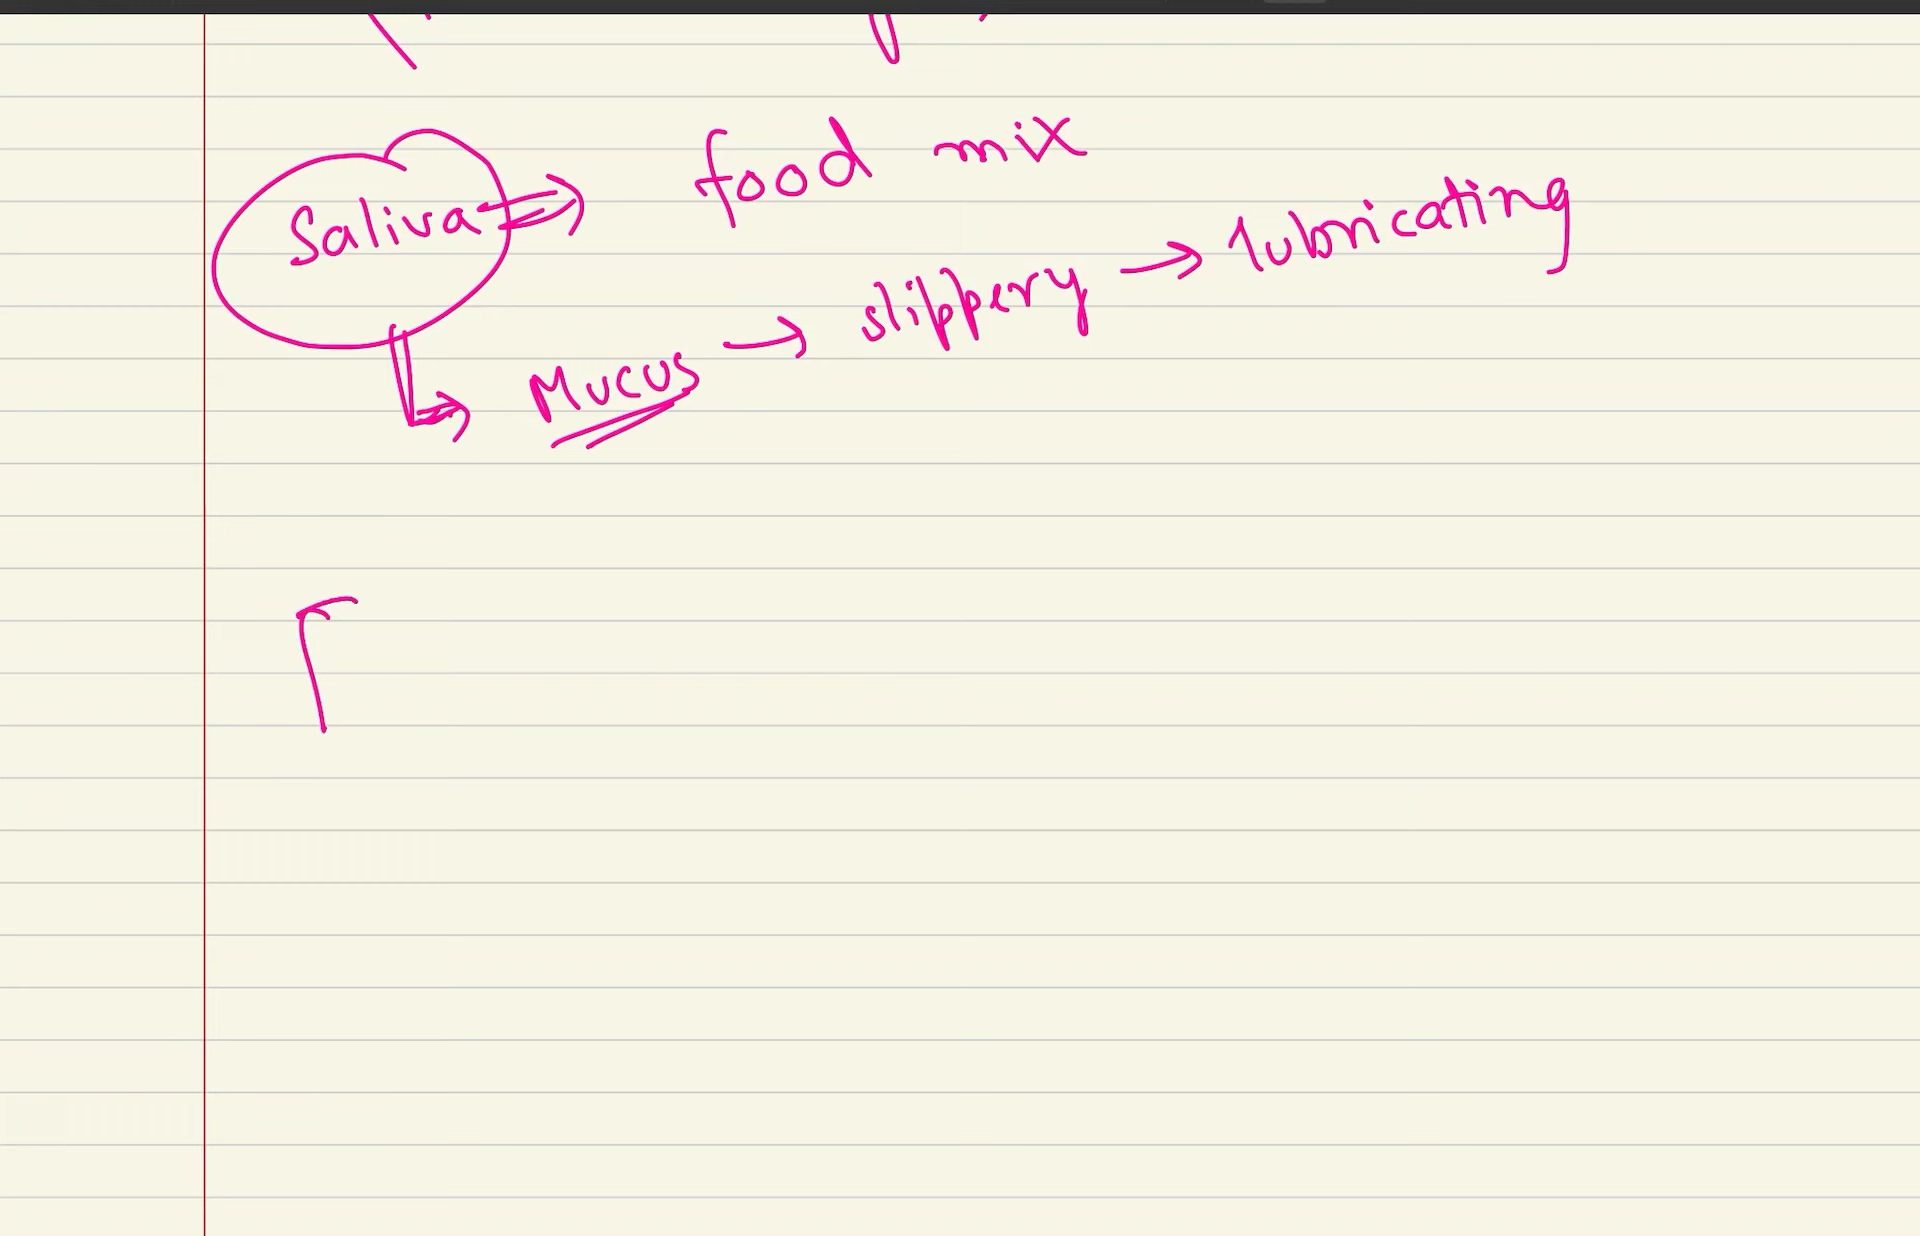 Saliva ⇒ food mix
Mucus → slippery → lubricating